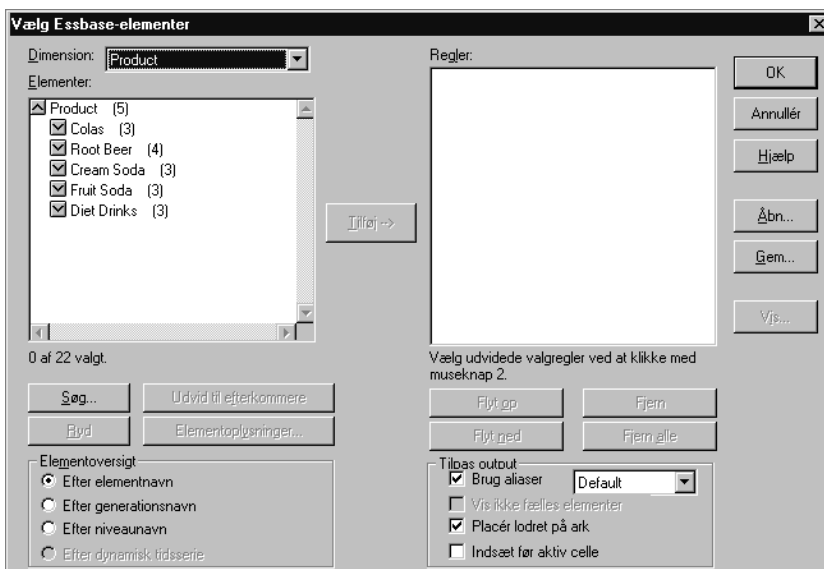 Vælg Essbase-elementer
Dimension: Product
Elementer:
Product (5)
Colas (3)
Root Beer (4)
Cream Soda (3)
Fruit Soda (3)
Diet Drinks (3)
0 af 22 valgt.
Søg...
Udvid til efterkommere
Ryd
Elementoplysninger...
Elementoversigt
Efter elementnavn
Efter generationsnavn
Efter niveaunavn
Efter dynamisk tidsserie
Tilføj -->
Regler:
Vælg udvidede valgregler ved at klikke med
museknap 2.
Flyt op
Fjern
Flyt ned
Fjern alle
Tilpas output
Brug aliaser
Default
Vis ikke fælles elementer
Placér lodret på ark
Indsæt før aktiv celle
OK
Annullér
Hjælp
Åbn...
Gem...
Vis...